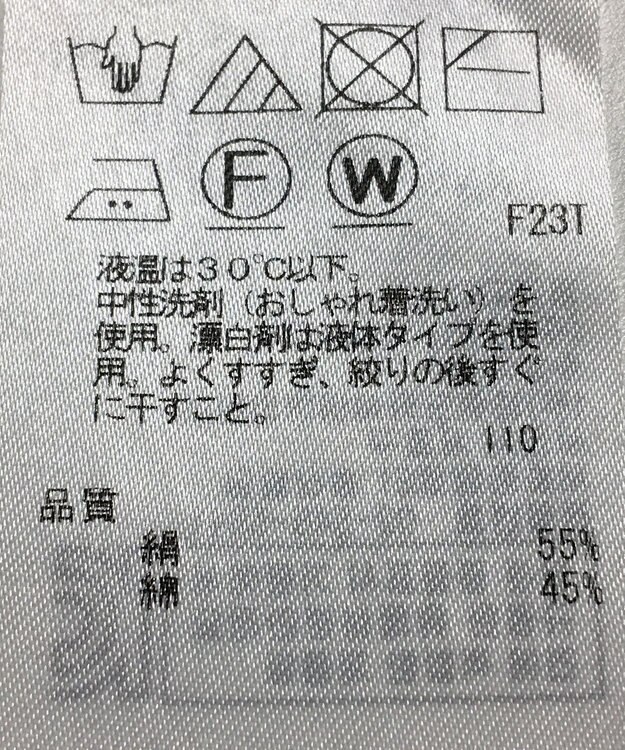 F W
F23T
液温は30℃以下。
中性洗剤（おしゃれ着洗い）を
使用。漂白剤は液体タイプを使
用。よくすすぎ、絞りの後すぐ
に干すこと。
110
品質
絹 55%
綿 45%